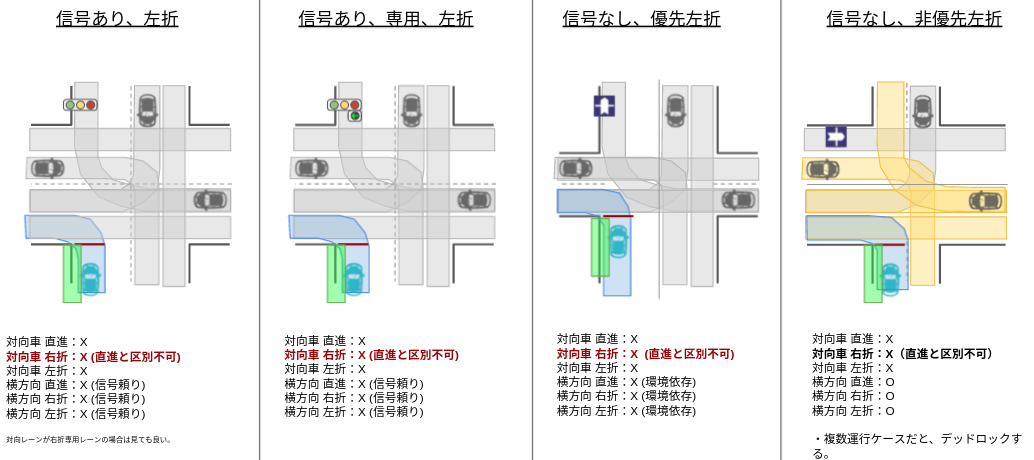 信号あり、左折
対向車 直進：X
対向車 右折：X (直進と区別不可)
対向車 左折：X
横方向 直進：X (信号頼り)
横方向 右折：X (信号頼り)
横方向 左折：X (信号頼り)
対向レーンが右折専用レーンの場合は見ても良い。
信号あり、専用、左折
対向車 直進：X
対向車 右折：X (直進と区別不可)
対向車 左折：X
横方向 直進：X (信号頼り)
横方向 右折：X (信号頼り)
横方向 左折：X (信号頼り)
信号なし、優先左折
対向車 直進：X
対向車 右折：X (直進と区別不可)
対向車 左折：X
横方向 直進：X (環境依存)
横方向 右折：X (環境依存)
横方向 左折：X (環境依存)
信号なし、非優先左折
対向車 直進：X
対向車 右折：X（直進と区別不可）
対向車 左折：X
横方向 直進：O
横方向 右折：O
横方向 左折：O
・複数運行ケースだと、デッドロックす
る。